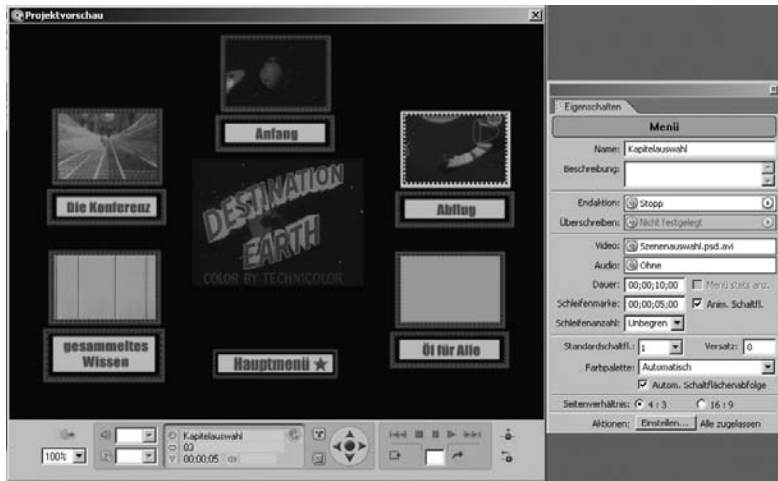 Projektvorschau
Anfang
Die Konferenz
DESTINATION
EARTH
COLOR BY TECHNICOLOR
Abflug
gesammeltes
Wissen
Hauptmenü
Öl für Alle
100%
Kapitelauswahl
03
00:00:05
Eigenschaften
Menü
Name: Kapitelauswahl
Beschreibung:
Endaktion: Stopp
Überschreiben: Nicht festgelegt
Video: Szenenauswahl.psd.avi
Audio: Ohne
Dauer: 00;00;10;00 Menü stets anz.
Schleifenmarke: 00;00;05;00 Anim. Schaltfl.
Schleifenanzahl: Unbegren
Standardschaltfl.: 1 Versatz: 0
Farbpalette: Automatisch
Autom. Schaltflächenabfolge
Seitenverhältnis: 4 : 3 16 : 9
Aktionen: Einstellen... Alle zugelassen